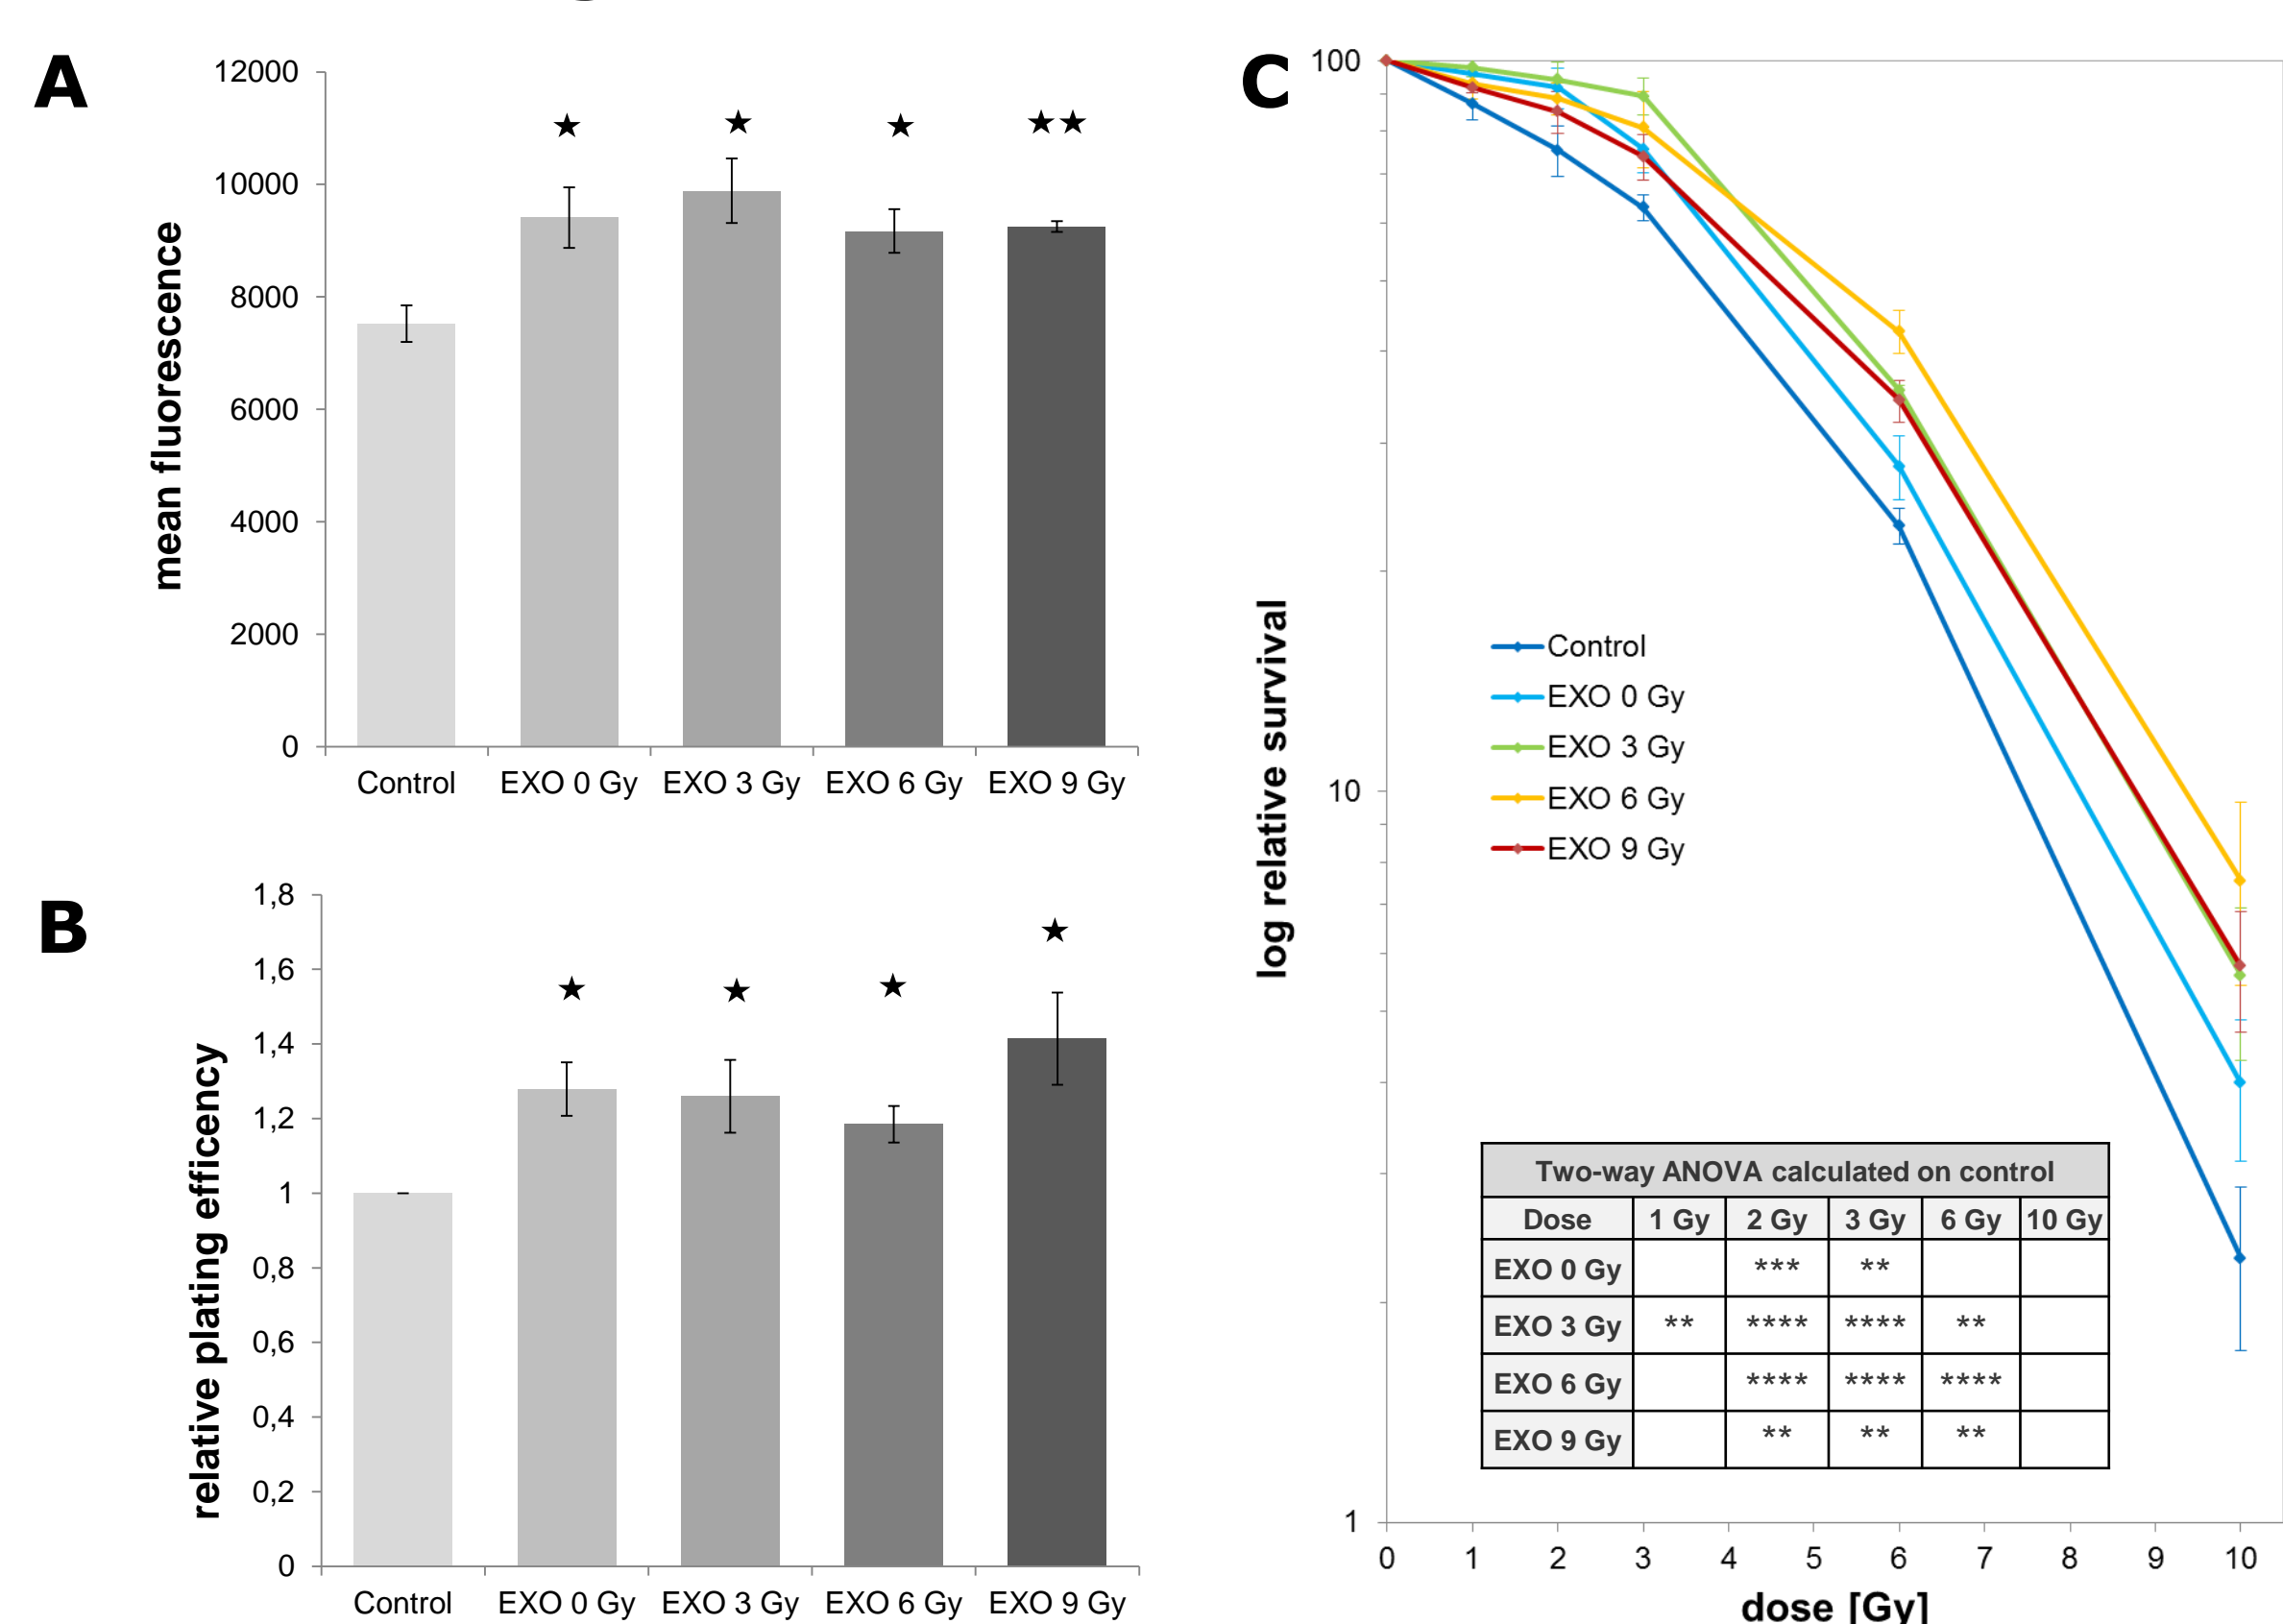 A
12000
10000
8000
6000
4000
2000
0
mean fluorescence
★
★
★
★★
Control EXO 0 Gy EXO 3 Gy EXO 6 Gy EXO 9 Gy
B
1,8
1,6
1,4
1,2
1
0,8
0,6
0,4
0,2
0
relative plating efficency
★
★
★
★
Control EXO 0 Gy EXO 3 Gy EXO 6 Gy EXO 9 Gy
C
100
10
1
log relative survival
Control
EXO 0 Gy
EXO 3 Gy
EXO 6 Gy
EXO 9 Gy
Two-way ANOVA calculated on control
Dose 1 Gy 2 Gy 3 Gy 6 Gy 10 Gy
EXO 0 Gy *** **
EXO 3 Gy ** **** **** **
EXO 6 Gy **** **** ****
EXO 9 Gy ** ** **
0 1 2 3 4 5 6 7 8 9 10
dose [Gy]